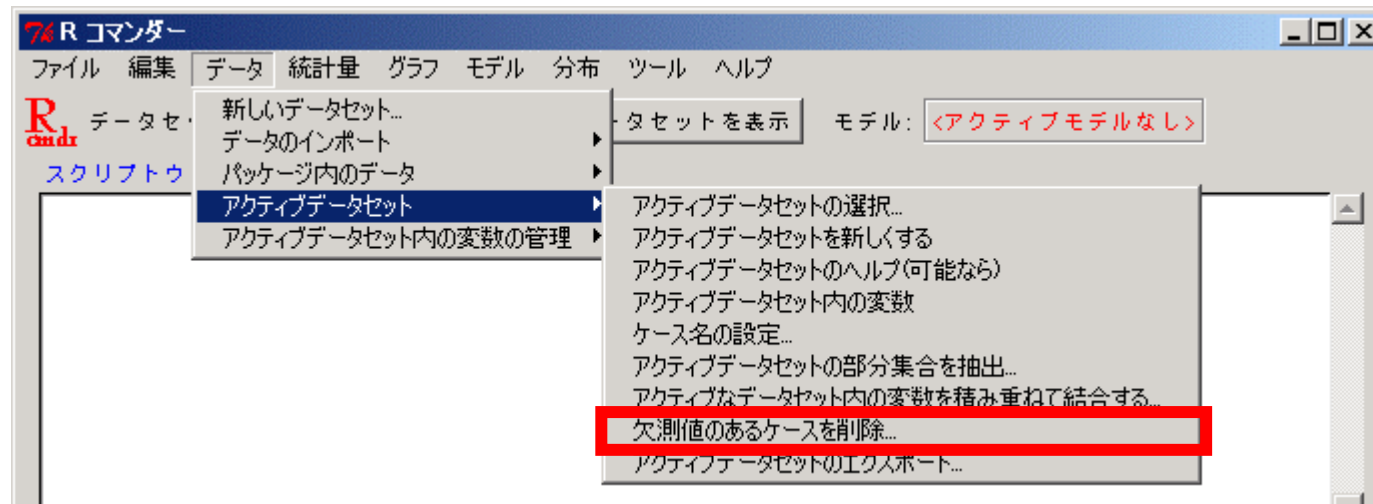 R コマンダー
ファイル 編集 データ 統計量 グラフ モデル 分布 ツール ヘルプ
R cmdr データセ タセットを表示 モデル: <アクティブモデルなし>
新しいデータセット...
データのインポート
スクリプトウ
パッケージ内のデータ
アクティブデータセット
アクティブデータセット内の変数の管理
アクティブデータセットの選択...
アクティブデータセットを新しくする
アクティブデータセットのヘルプ(可能なら)
アクティブデータセット内の変数
ケース名の設定...
アクティブデータセットの部分集合を抽出...
アクティブなデータセット内の変数を積み重ねて結合する...
欠測値のあるケースを削除...
アクティブデータセットのエクスポート...